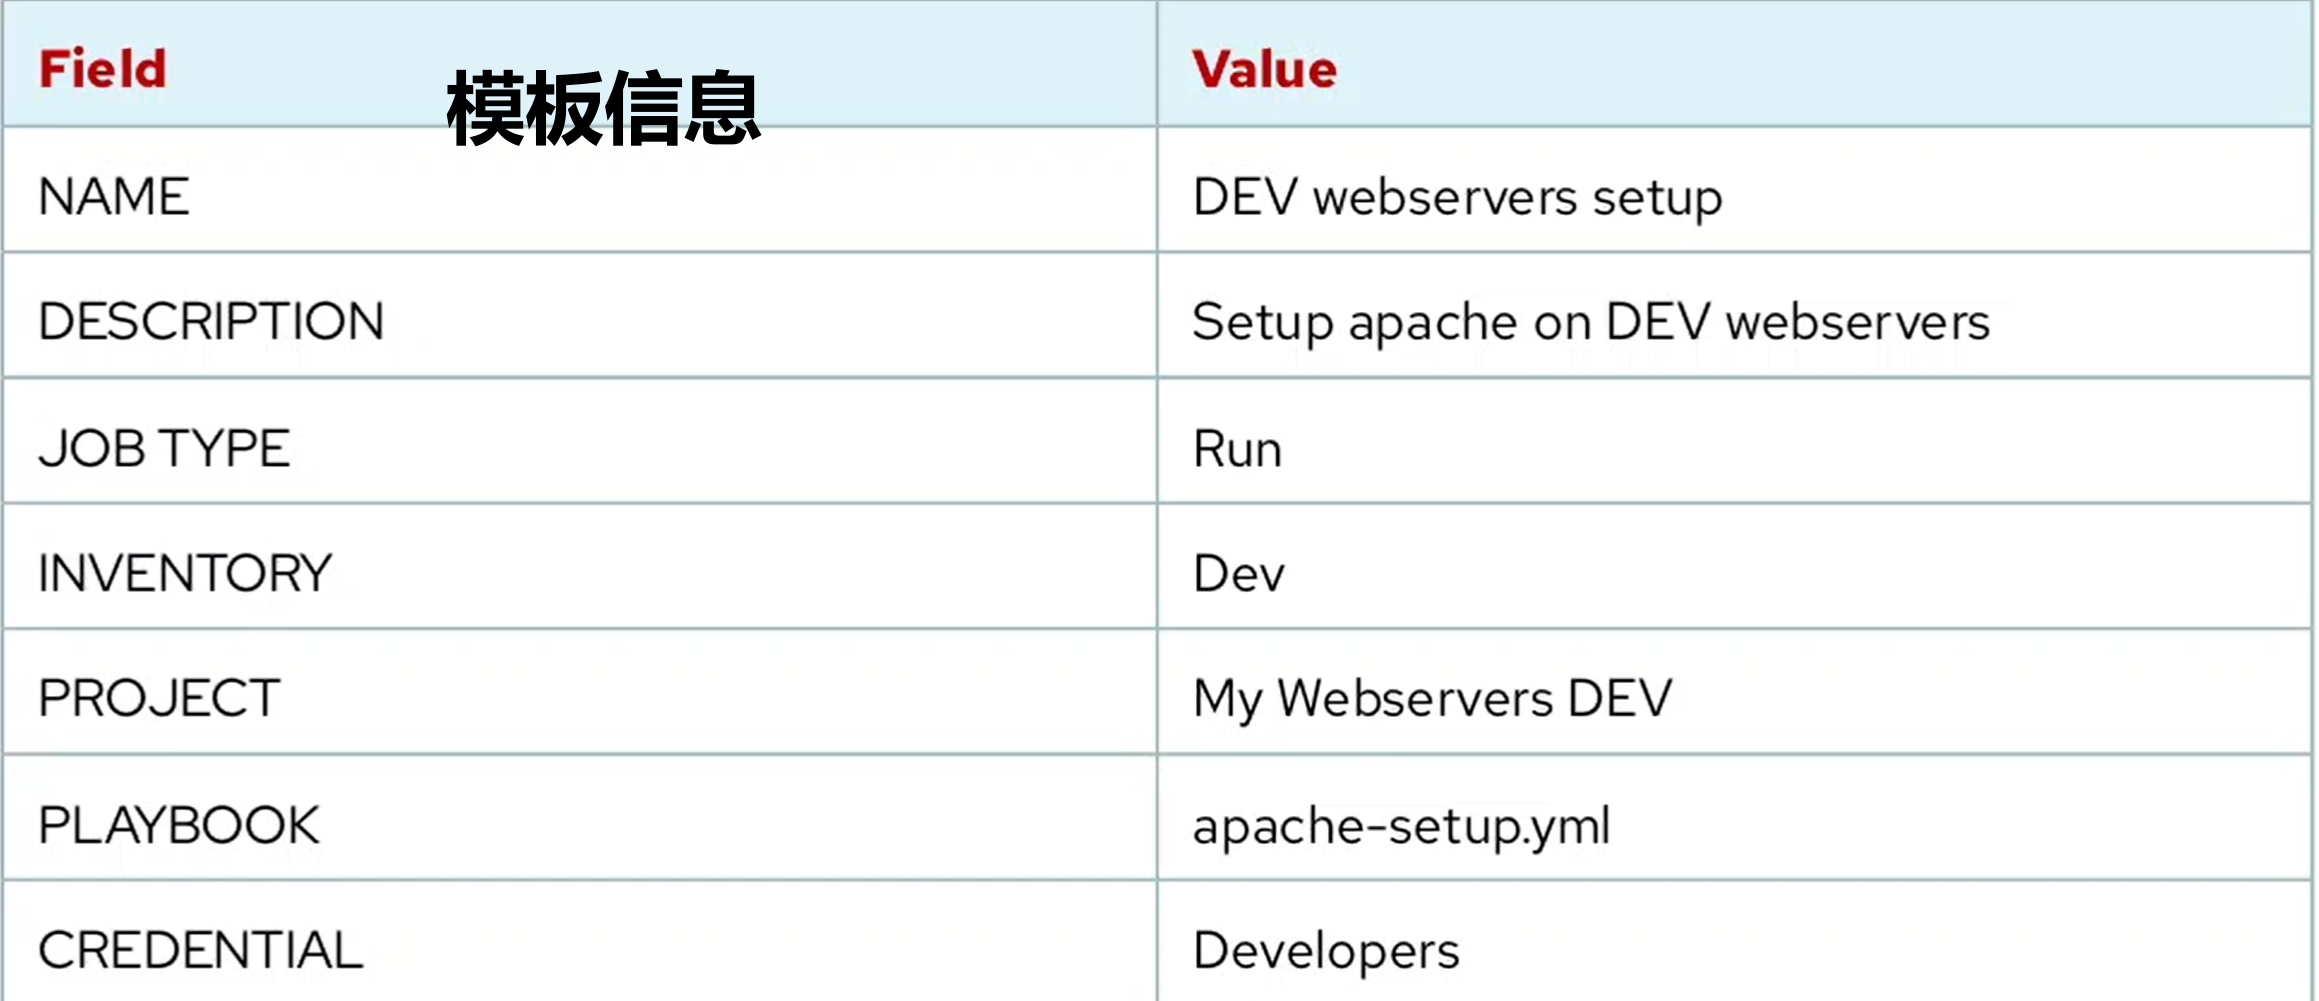 Field
模板信息
Value
NAME
DEV webservers setup
DESCRIPTION
Setup apache on DEV webservers
JOB TYPE
Run
INVENTORY
Dev
PROJECT
My Webservers DEV
PLAYBOOK
apache-setup.yml
CREDENTIAL
Developers